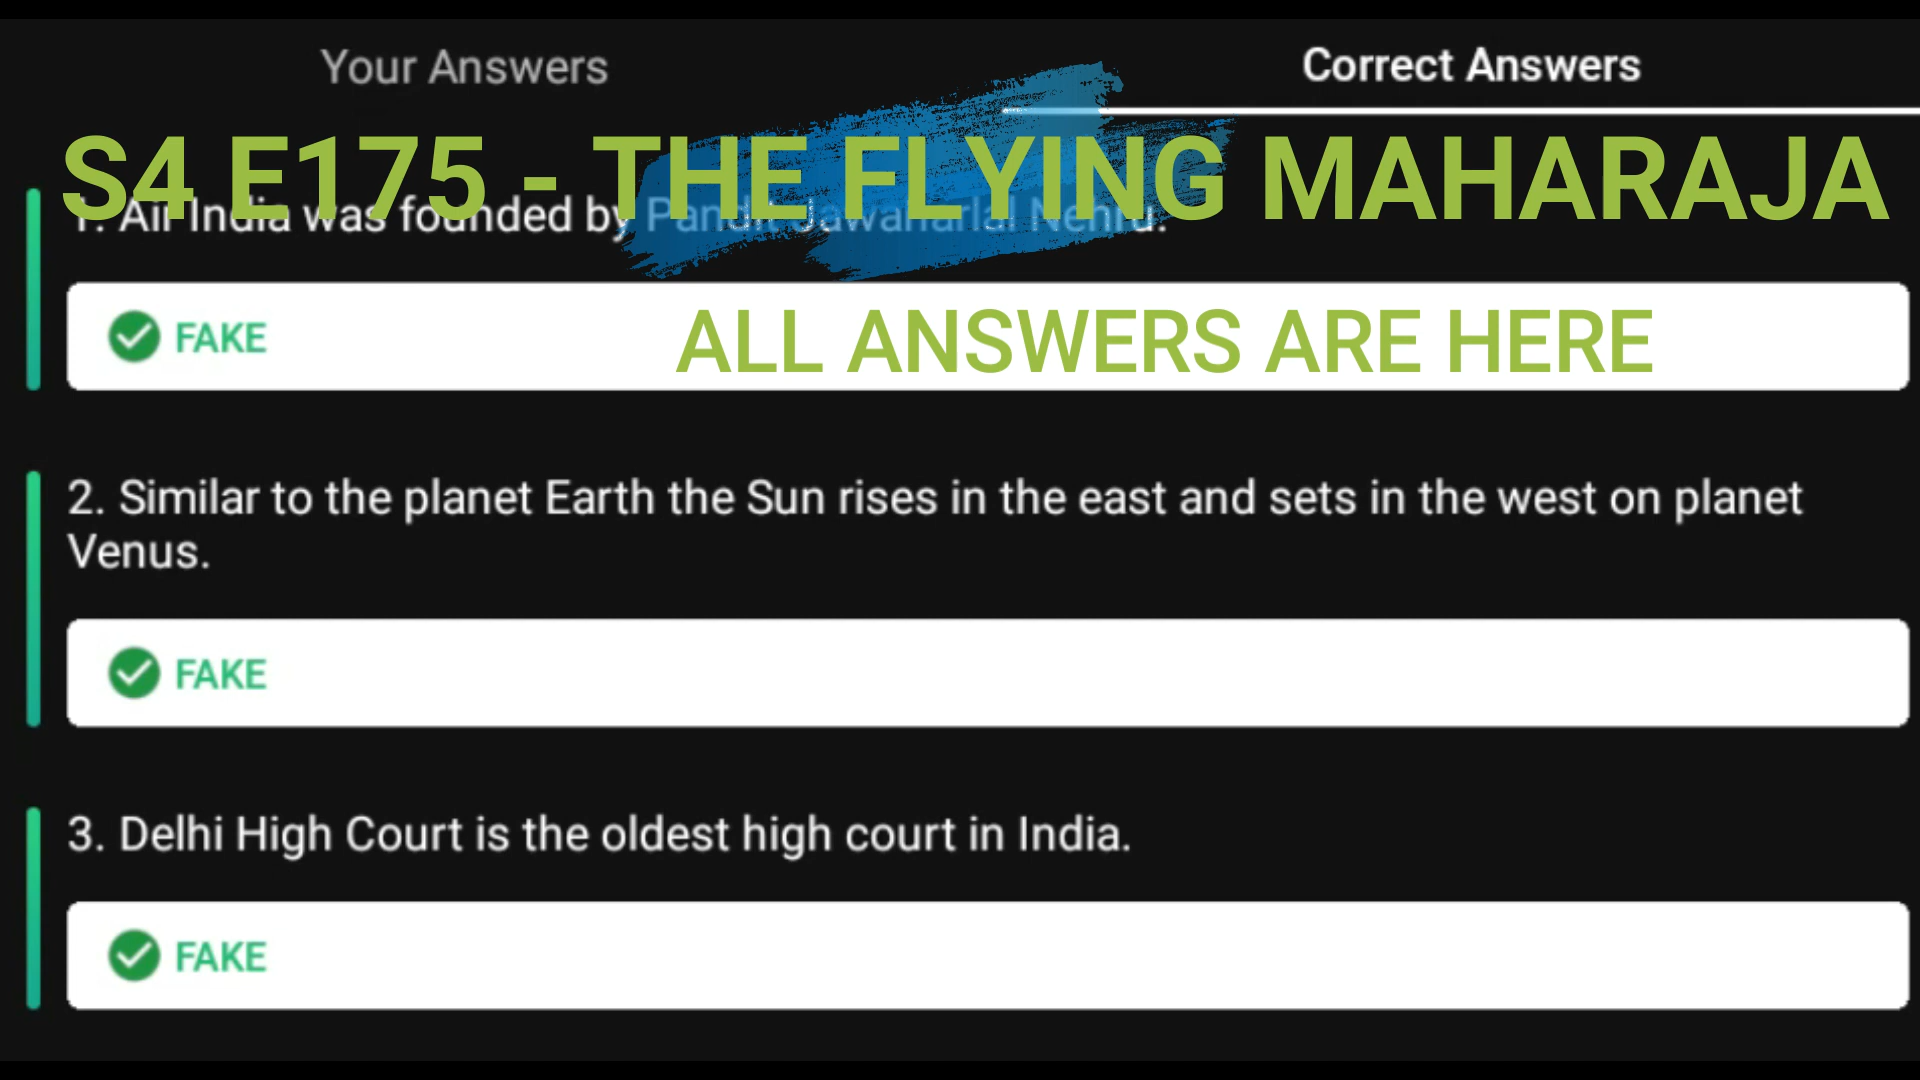 Your Answers
Correct Answers
S4 E175 - THE FLYING MAHARAJA
1. Air India was founded by Pandit Jawaharlal Nehru.
FAKE
ALL ANSWERS ARE HERE
2. Similar to the planet Earth the Sun rises in the east and sets in the west on planet
Venus.
FAKE
3. Delhi High Court is the oldest high court in India.
FAKE